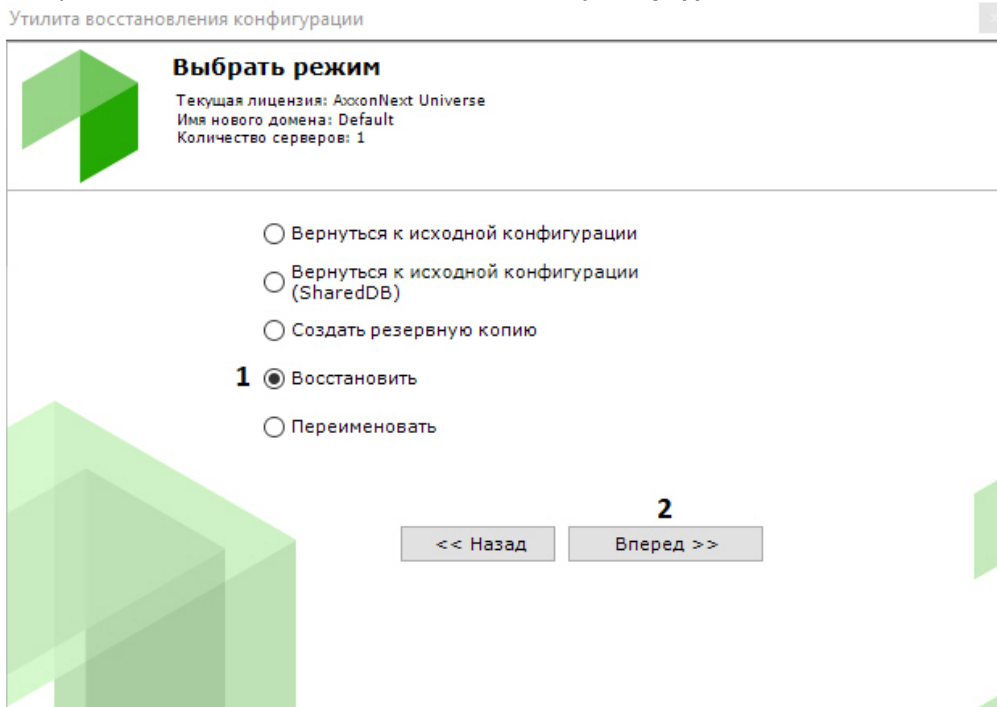 Утилита восстановления конфигурации
Выбрать режим
Текущая лицензия: AxxonNext Universe
Имя нового домена: Default
Количество серверов: 1
Вернуться к исходной конфигурации
Вернуться к исходной конфигурации
(SharedDB)
Создать резервную копию
1 Восстановить
Переименовать
2
<< Назад Вперед >>